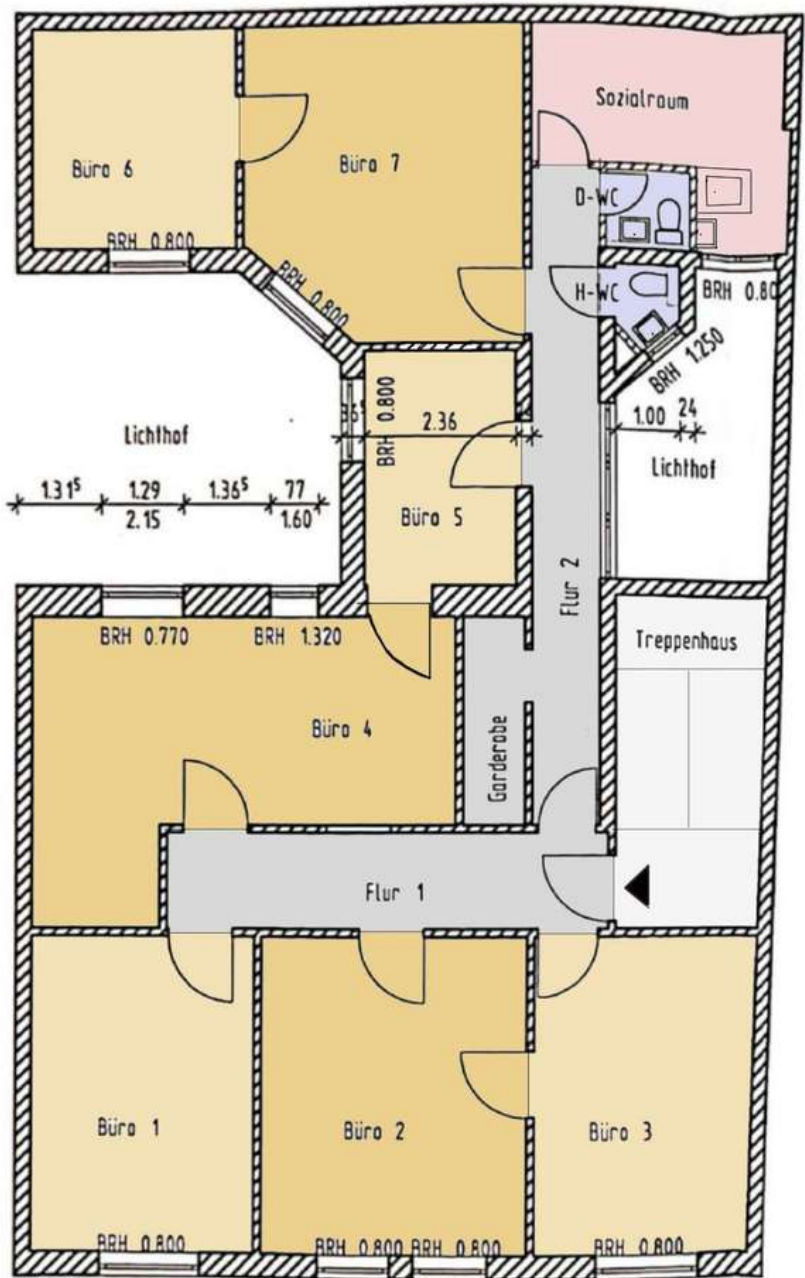 Sozialraum
Büro 6
Büro 7
D-WC
BRH 0.800
BRH 0.800
H-WC
BRH 0.80
BRH 1.250
1.00 24
Lichthof
BRH 0.800
36⁵
2.36
Lichthof
1.31⁵ 1.29 1.36⁵ 77
2.15 1.60
Büro 5
Flur 2
BRH 0.770
BRH 1.320
Treppenhaus
Büro 4
Garderobe
Flur 1
Büro 1
Büro 2
Büro 3
BRH 0.800
BRH 0.800
BRH 0.800
BRH 0.800